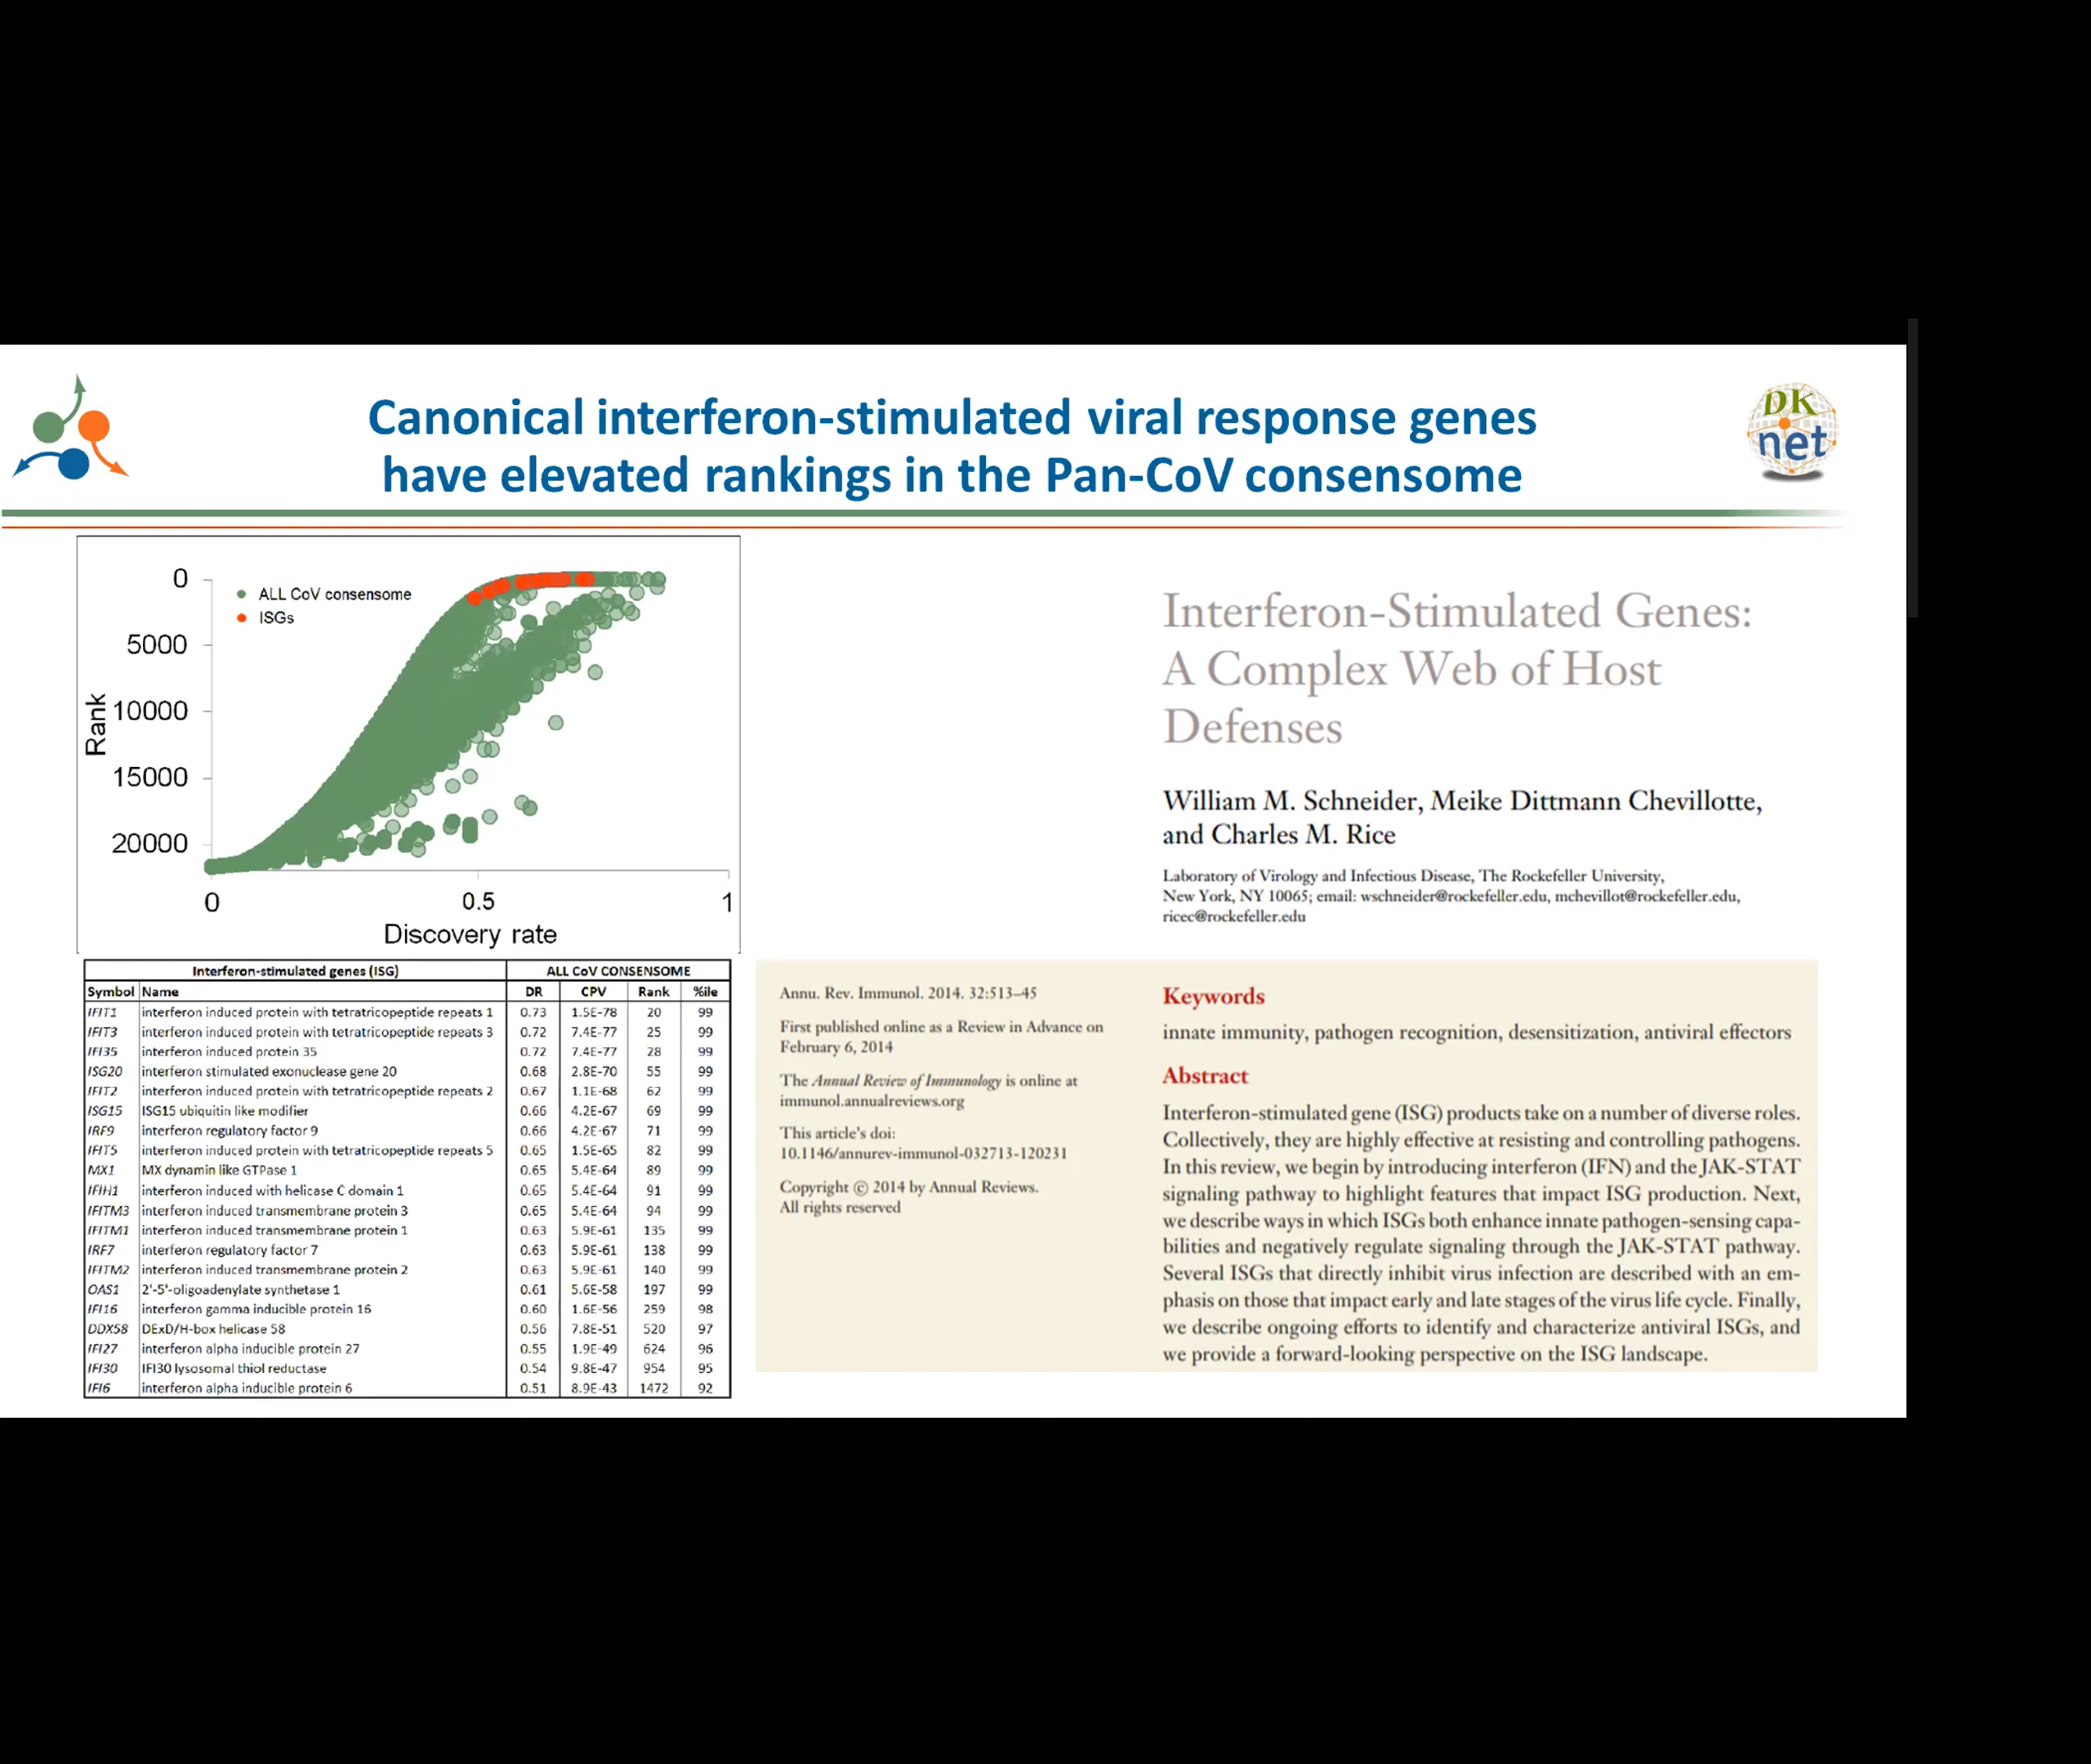 Canonical interferon-stimulated viral response genes
have elevated rankings in the Pan-CoV consensome
DK
net
0
5000
10000
15000
20000
Rank
ALL CoV consensome
ISGs
0 0.5 1
Discovery rate
Interferon-stimulated genes (ISG) ALL CoV CONSENSOME
Symbol Name DR CPV Rank %ile
IFIT1 interferon induced protein with tetratricopeptide repeats 1 0.73 1.5E-78 20 99
IFIT3 interferon induced protein with tetratricopeptide repeats 3 0.72 7.4E-77 25 99
IFI35 interferon induced protein 35 0.72 7.4E-77 28 99
ISG20 interferon stimulated exonuclease gene 20 0.68 2.8E-70 55 99
IFIT2 interferon induced protein with tetratricopeptide repeats 2 0.67 1.1E-68 62 99
ISG15 ISG15 ubiquitin like modifier 0.66 4.2E-67 69 99
IRF9 interferon regulatory factor 9 0.66 4.2E-67 71 99
IFIT5 interferon induced protein with tetratricopeptide repeats 5 0.65 1.5E-65 82 99
MX1 MX dynamin like GTPase 1 0.65 5.4E-64 89 99
IFIH1 interferon induced with helicase C domain 1 0.65 5.4E-64 91 99
IFITM3 interferon induced transmembrane protein 3 0.65 5.4E-64 94 99
IFITM1 interferon induced transmembrane protein 1 0.63 5.9E-61 135 99
IRF7 interferon regulatory factor 7 0.63 5.9E-61 138 99
IFITM2 interferon induced transmembrane protein 2 0.63 5.9E-61 140 99
OAS1 2'-5'-oligoadenylate synthetase 1 0.61 5.6E-58 197 99
IFI16 interferon gamma inducible protein 16 0.60 1.6E-56 259 98
DDX58 DExD/H-box helicase 58 0.56 7.8E-51 520 97
IFI27 interferon alpha inducible protein 27 0.55 1.9E-49 624 96
IFI30 IFI30 lysosomal thiol reductase 0.54 9.8E-47 954 95
IFI6 interferon alpha inducible protein 6 0.51 8.9E-43 1472 92
Interferon-Stimulated Genes:
A Complex Web of Host
Defenses
William M. Schneider, Meike Dittmann Chevillotte,
and Charles M. Rice
Laboratory of Virology and Infectious Disease, The Rockefeller University,
New York, NY 10065; email: wschneider@rockefeller.edu, mchevillot@rockefeller.edu,
ricec@rockefeller.edu
Annu. Rev. Immunol. 2014. 32:513–45
First published online as a Review in Advance on
February 6, 2014
The Annual Review of Immunology is online at
immunol.annualreviews.org
This article's doi:
10.1146/annurev-immunol-032713-120231
Copyright © 2014 by Annual Reviews.
All rights reserved
Keywords
innate immunity, pathogen recognition, desensitization, antiviral effectors
Abstract
Interferon-stimulated gene (ISG) products take on a number of diverse roles.
Collectively, they are highly effective at resisting and controlling pathogens.
In this review, we begin by introducing interferon (IFN) and the JAK-STAT
signaling pathway to highlight features that impact ISG production. Next,
we describe ways in which ISGs both enhance innate pathogen-sensing capa-
bilities and negatively regulate signaling through the JAK-STAT pathway.
Several ISGs that directly inhibit virus infection are described with an em-
phasis on those that impact early and late stages of the virus life cycle. Finally,
we describe ongoing efforts to identify and characterize antiviral ISGs, and
we provide a forward-looking perspective on the ISG landscape.